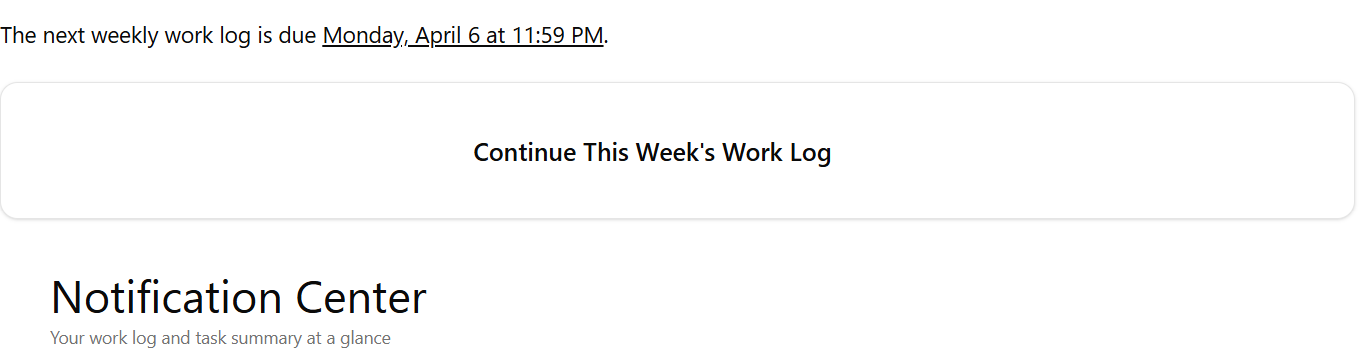 The next weekly work log is due Monday, April 6 at 11:59 PM.
Continue This Week's Work Log
Notification Center
Your work log and task summary at a glance